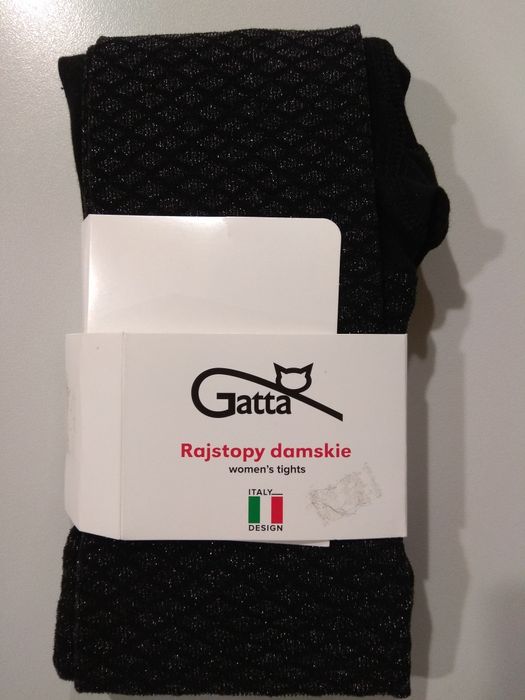 Gatta
Rajstopy damskie
women's tights
ITALY
DESIGN